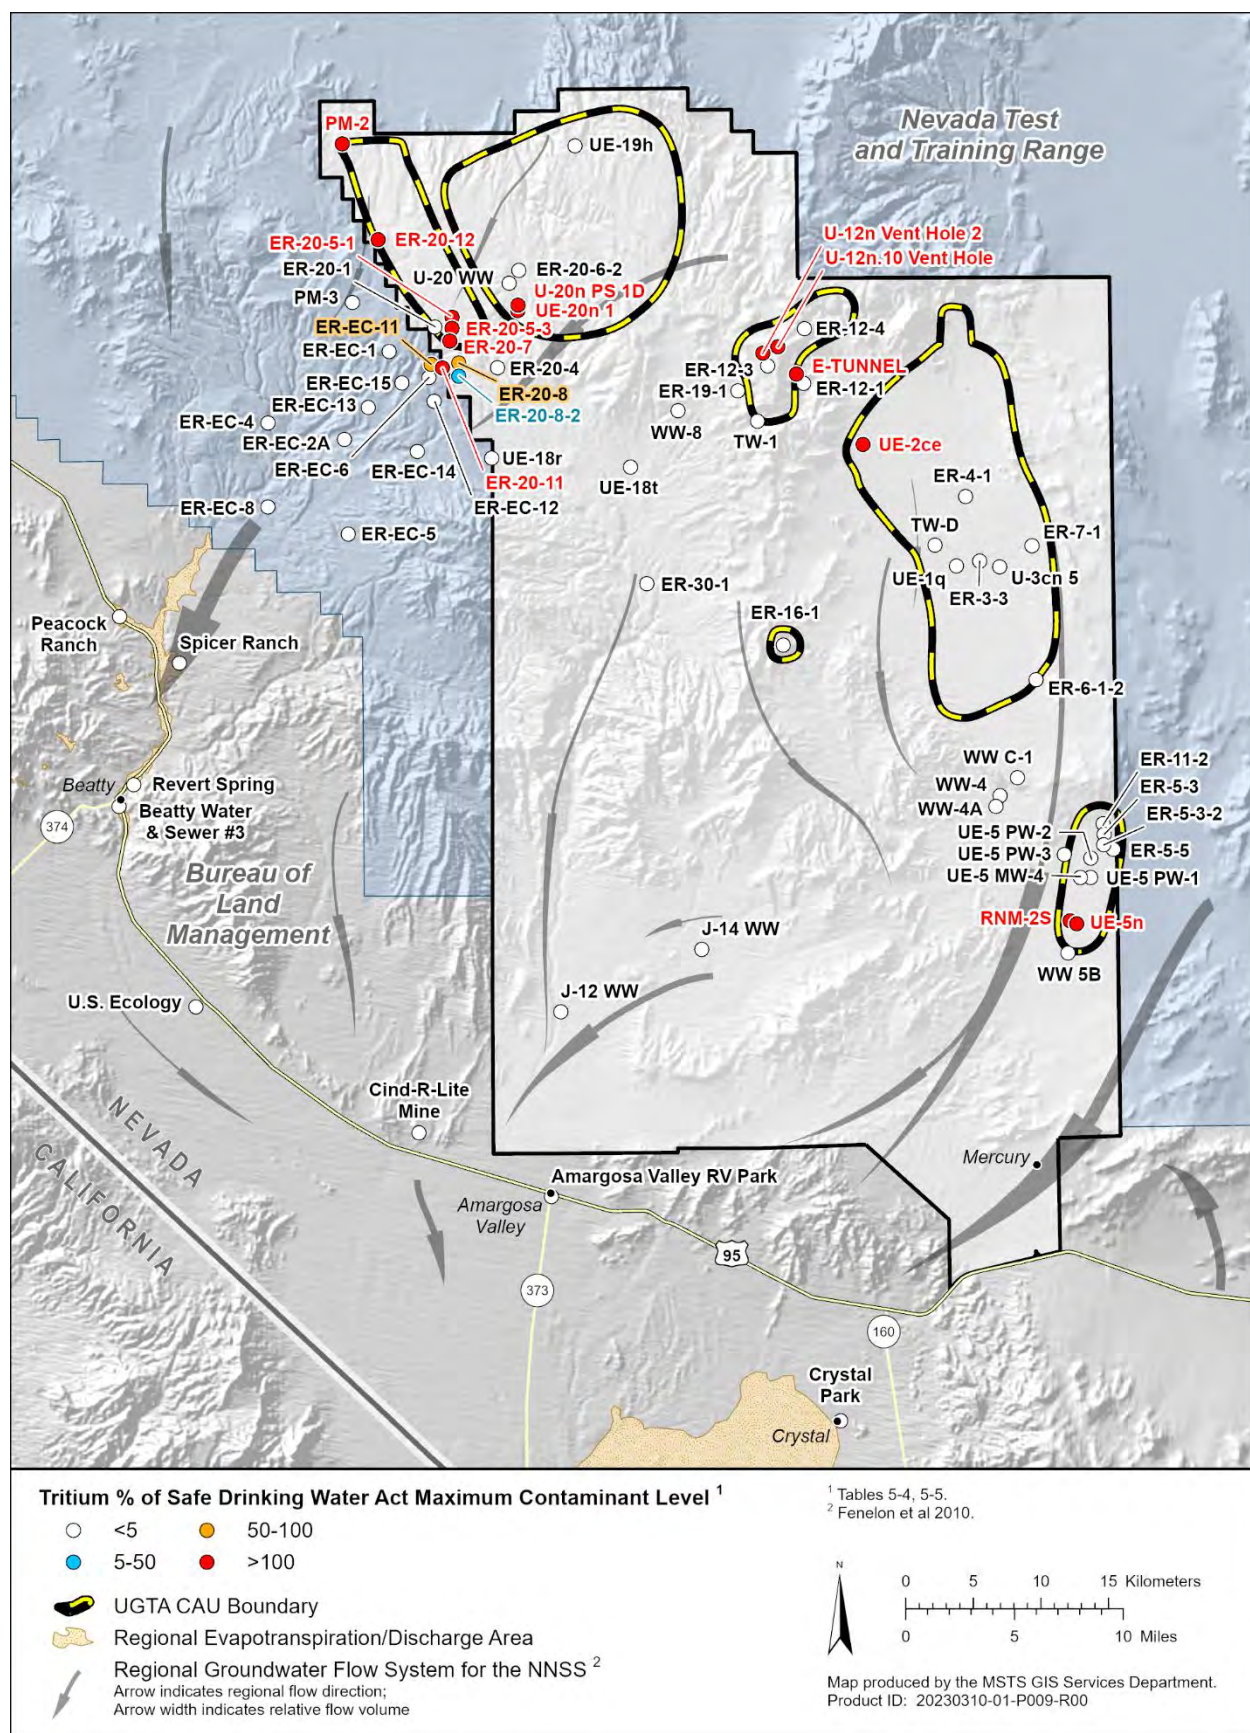 Nevada Test
and Training Range
PM-2
UE-19h
ER-20-12
ER-20-5-1
ER-20-1
PM-3
ER-EC-11
ER-EC-1
ER-EC-15
ER-EC-13
ER-EC-4
ER-EC-2A
ER-EC-6
ER-EC-14
ER-EC-8
ER-EC-5
U-20 WW
ER-20-6-2
U-20n PS 1D
UE-20n 1
ER-20-5-3
ER-20-7
ER-20-4
ER-20-8
ER-20-8-2
UE-18r
ER-20-11
ER-EC-12
U-12n Vent Hole 2
U-12n.10 Vent Hole
ER-12-4
ER-12-3
E-TUNNEL
ER-19-1
ER-12-1
WW-8
TW-1
UE-18t
UE-2ce
ER-4-1
TW-D
ER-7-1
UE-1q
U-3cn 5
ER-3-3
ER-30-1
ER-16-1
ER-6-1-2
Peacock
Ranch
Spicer Ranch
Beatty
Revert Spring
Beatty Water
& Sewer #3
374
Bureau of
Land
Management
WW C-1
WW-4
WW-4A
ER-11-2
ER-5-3
ER-5-3-2
UE-5 PW-2
UE-5 PW-3
ER-5-5
UE-5 MW-4
UE-5 PW-1
RNM-2S
UE-5n
WW 5B
J-14 WW
J-12 WW
U.S. Ecology
Cind-R-Lite
Mine
NEVADA
CALIFORNIA
Mercury
Amargosa Valley RV Park
Amargosa
Valley
95
373
160
Crystal
Park
Crystal
Tritium % of Safe Drinking Water Act Maximum Contaminant Level 1
<5
50-100
5-50
>100
UGTA CAU Boundary
Regional Evapotranspiration/Discharge Area
Regional Groundwater Flow System for the NNSS 2
Arrow indicates regional flow direction;
Arrow width indicates relative flow volume
1 Tables 5-4, 5-5.
2 Fenelon et al 2010.
N
0 5 10 15 Kilometers
0 5 10 Miles
Map produced by the MSTS GIS Services Department.
Product ID: 20230310-01-P009-R00